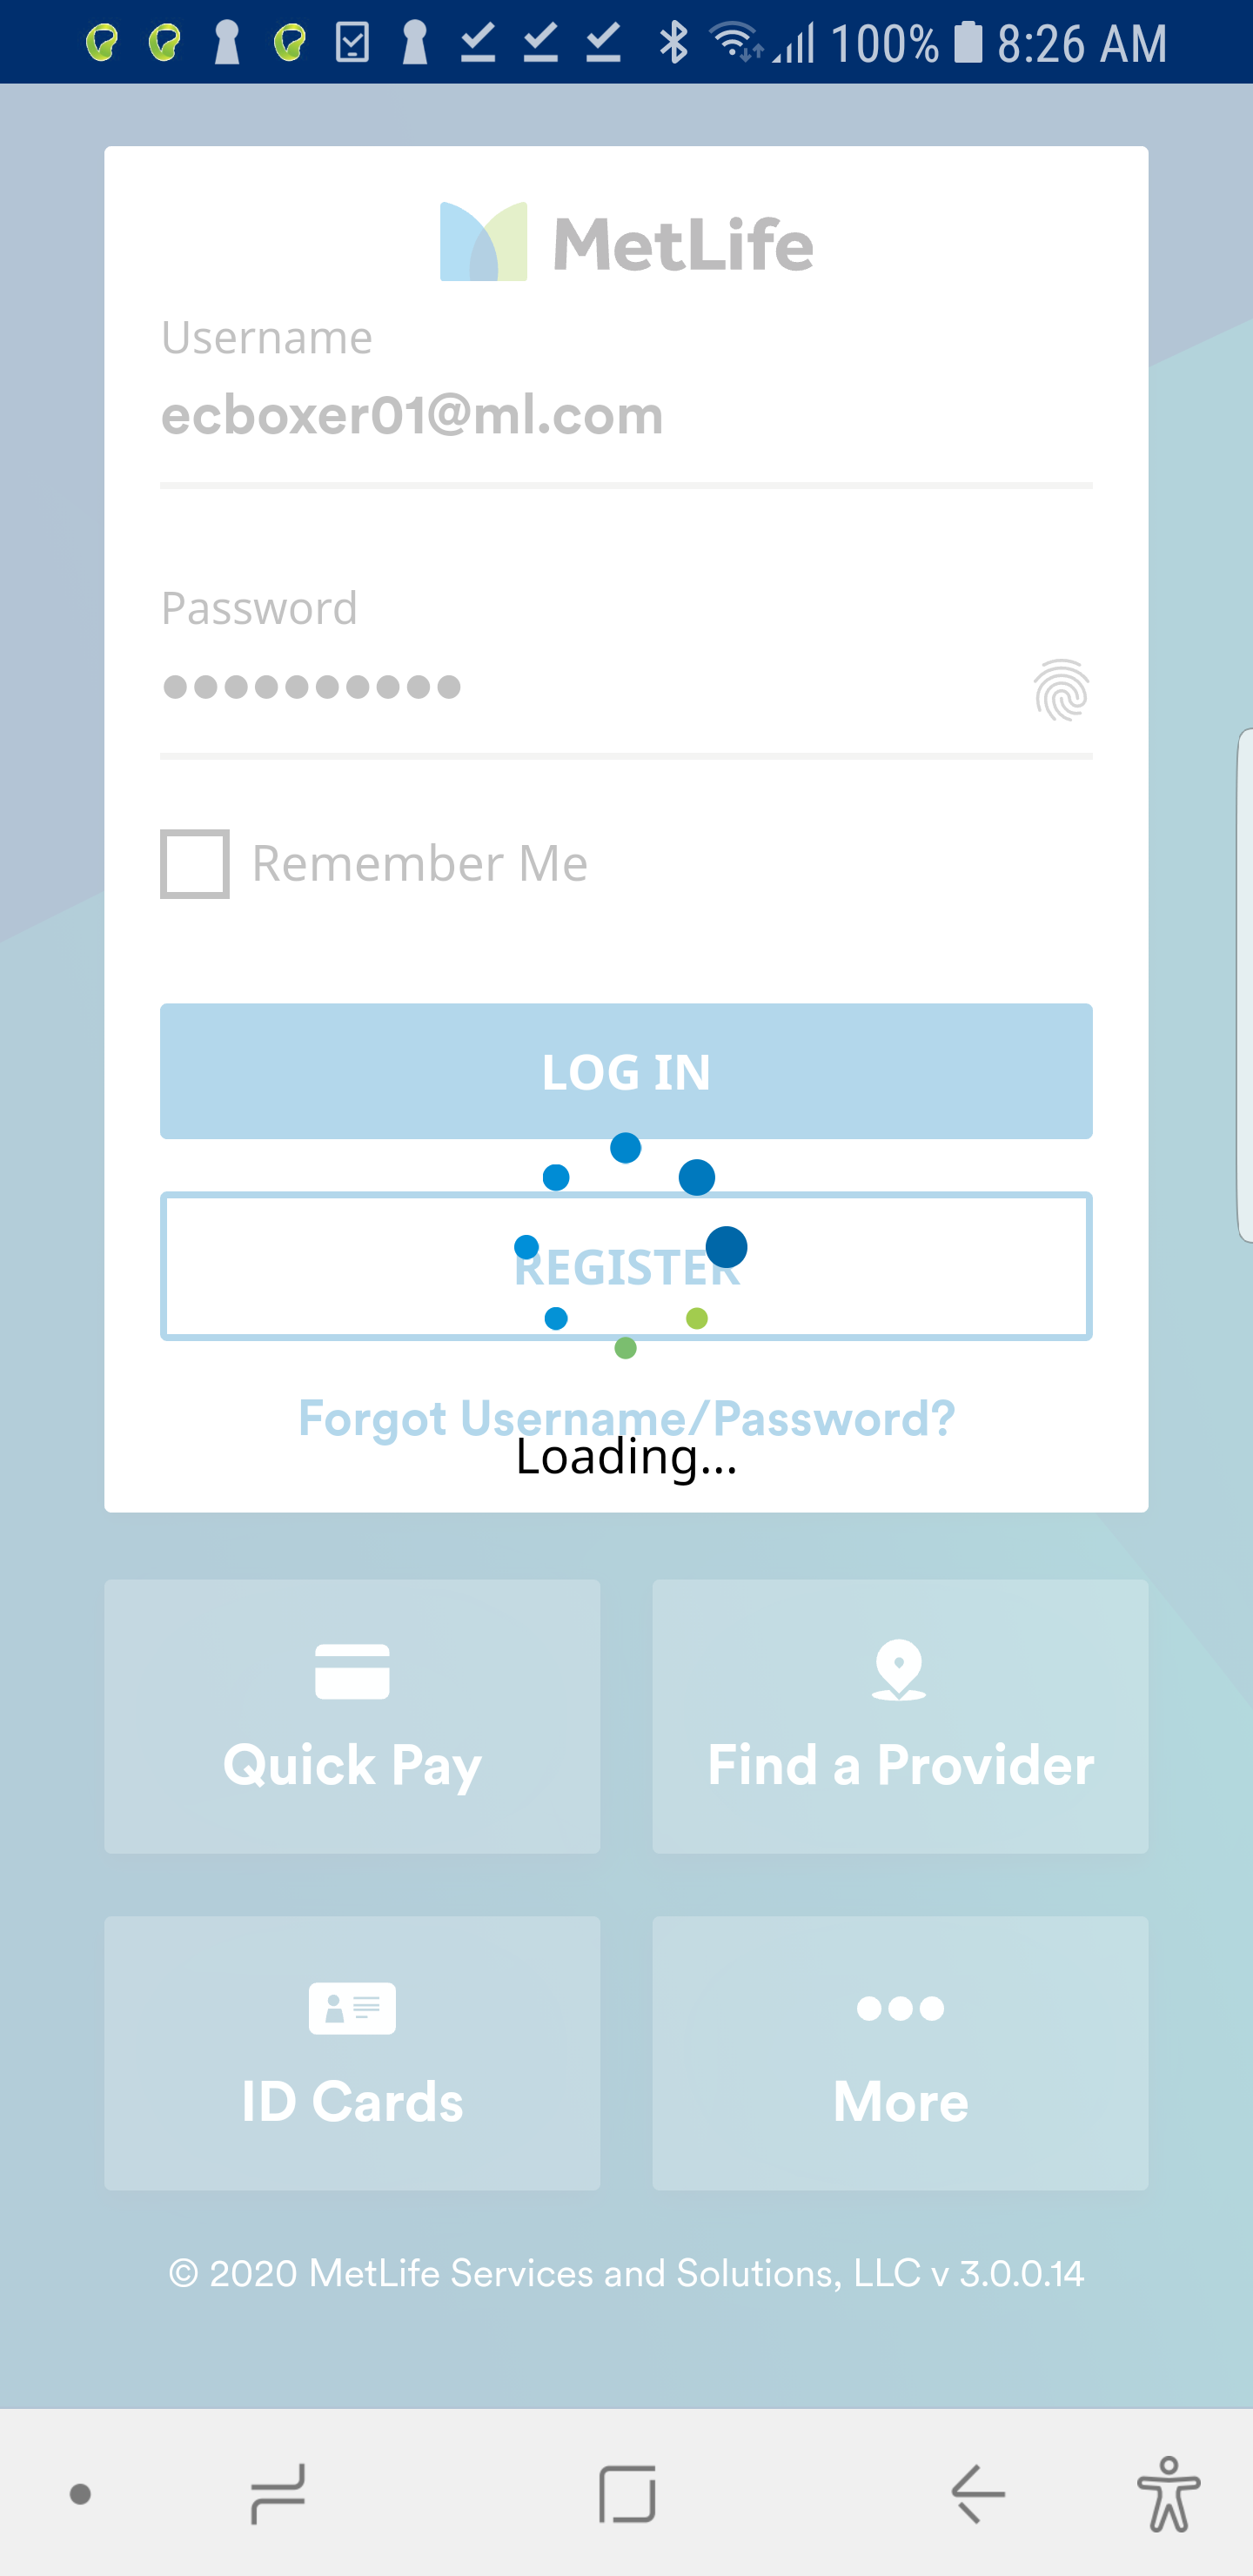 100% 8:26 AM
MetLife
Username
ecboxer01@ml.com
Password
Remember Me
LOG IN
REGISTER
Forgot Username/Password?
Loading...
Quick Pay
Find a Provider
ID Cards
More
© 2020 MetLife Services and Solutions, LLC v 3.0.0.14